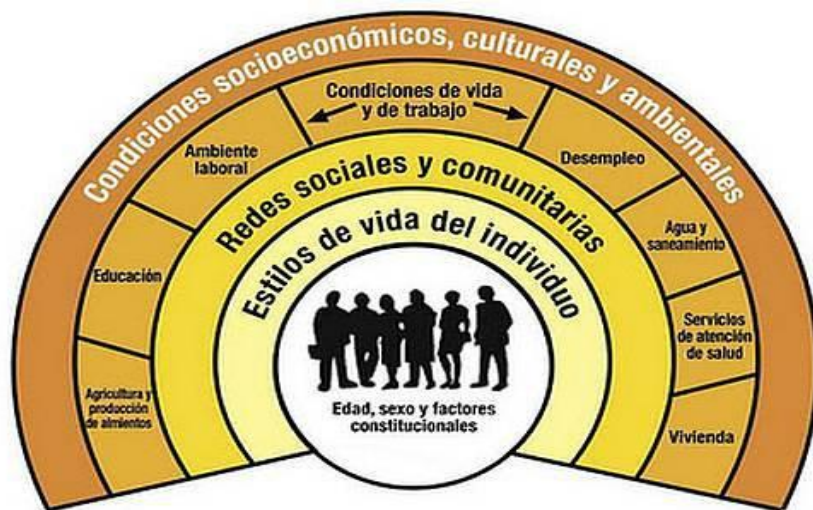 Condiciones socioeconómicos, culturales y ambientales
Condiciones de vida
y de trabajo
Ambiente
laboral
Desempleo
Educación
Agua y
saneamiento
Agricultura y
producción
de almientos
Servicios
de atención
de salud
Vivienda
Redes sociales y comunitarias
Estilos de vida del individuo
Edad, sexo y factores
constitucionales